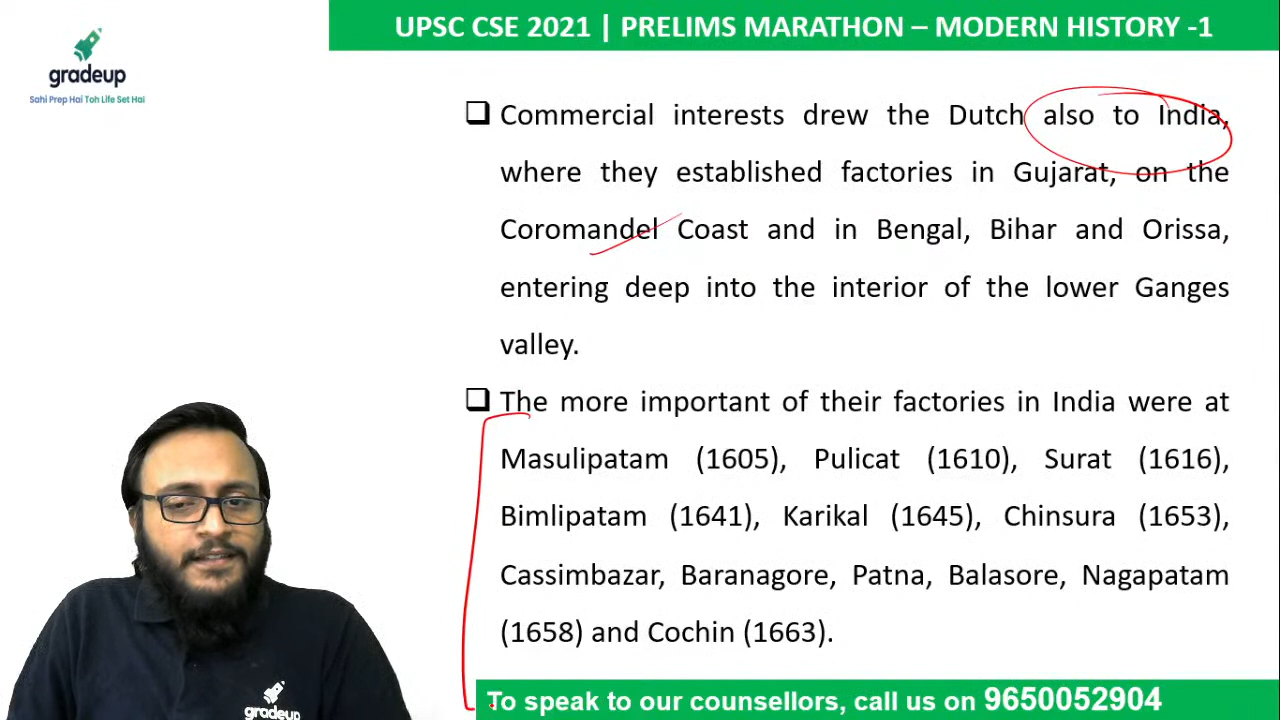 UPSC CSE 2021 | PRELIMS MARATHON – MODERN HISTORY -1
gradeup
Sahi Prep Hai Toh Life Set Hai
Commercial interests drew the Dutch also to India,
where they established factories in Gujarat, on the
Coromandel Coast and in Bengal, Bihar and Orissa,
entering deep into the interior of the lower Ganges
valley.
The more important of their factories in India were at
Masulipatam (1605), Pulicat (1610), Surat (1616),
Bimlipatam (1641), Karikal (1645), Chinsura (1653),
Cassimbazar, Baranagore, Patna, Balasore, Nagapatam
(1658) and Cochin (1663).
gradeup
To speak to our counsellors, call us on 9650052904